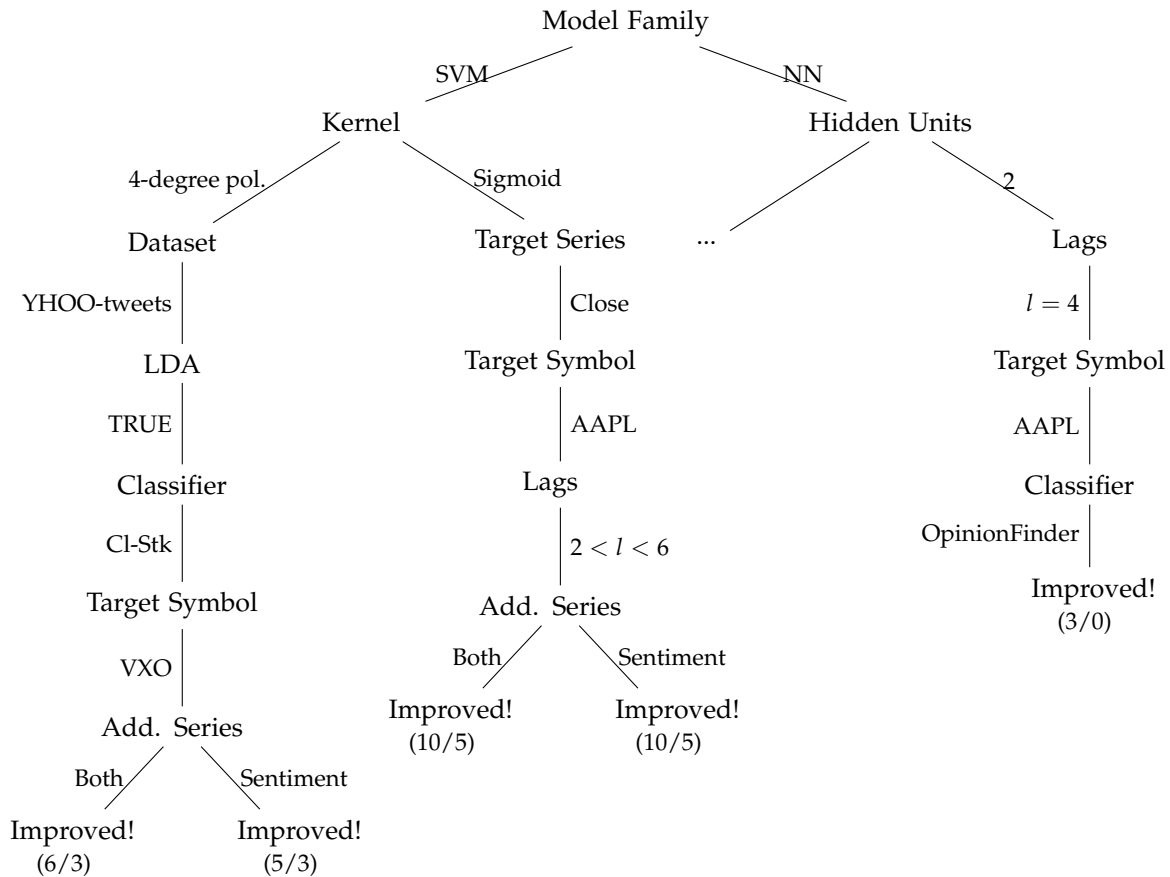 Model Family
SVM NN
Kernel Hidden Units
4-degree pol. Sigmoid 2
Dataset Target Series ... Lags
YHOO-tweets Close l = 4
LDA Target Symbol Target Symbol
TRUE AAPL AAPL
Classifier Lags Classifier
Cl-Stk 2 < l < 6 OpinionFinder
Target Symbol Add. Series Improved!
(3/0)
VXO Both Sentiment
Add. Series Improved! Improved!
(10/5) (10/5)
Both Sentiment
Improved! Improved!
(6/3) (5/3)